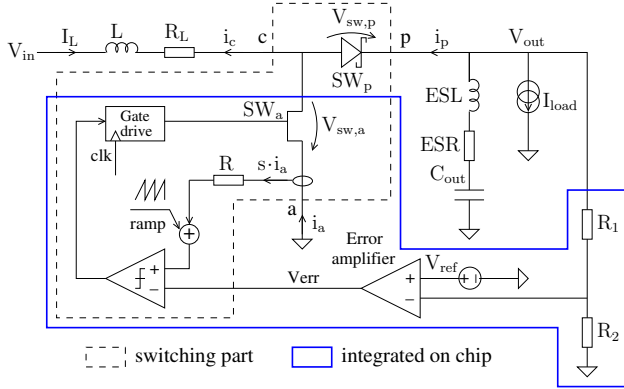 V_in
I_L
L
R_L
i_c
c
V_sw,p
SW_p
p
i_p
V_out
ESL
I_load
ESR
C_out
Gate
drive
clk
SW_a
V_sw,a
R
s·i_a
a
i_a
ramp
+
+
−
Verr
Error
amplifier
+
−
V_ref
+
R_1
R_2
switching part
integrated on chip